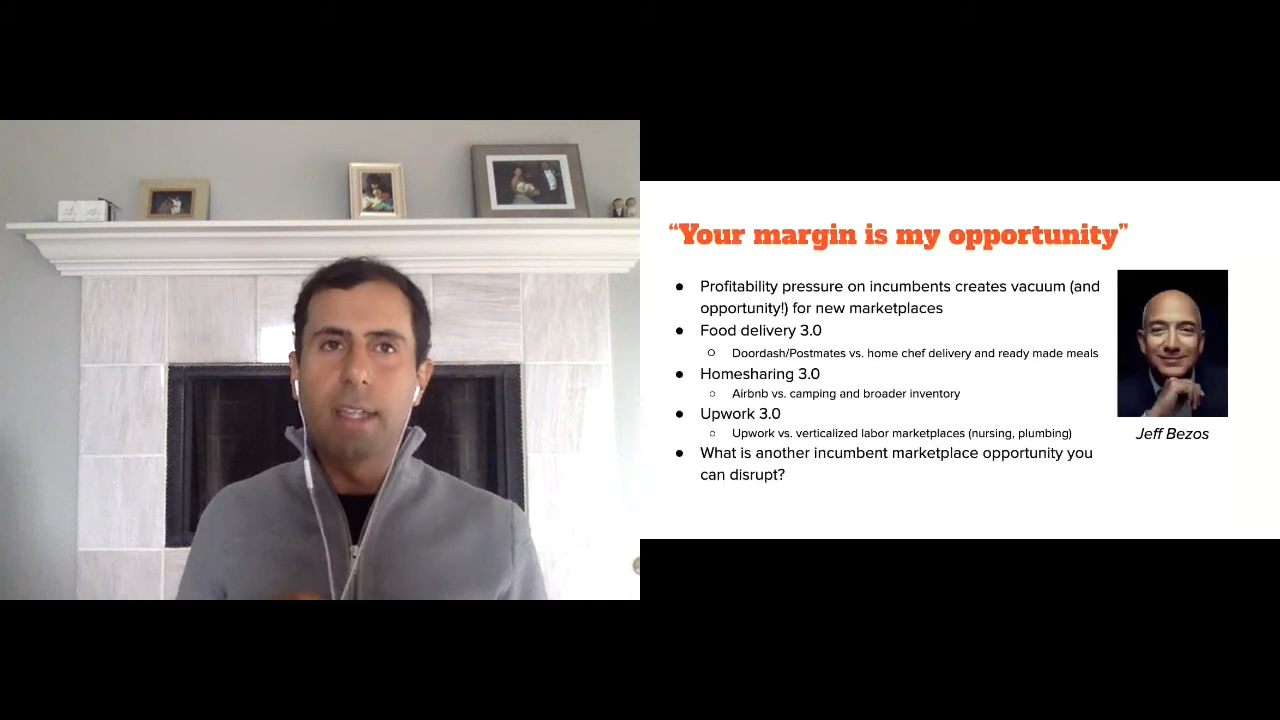 “Your margin is my opportunity”
● Profitability pressure on incumbents creates vacuum (and
opportunity!) for new marketplaces
● Food delivery 3.0
○ Doordash/Postmates vs. home chef delivery and ready made meals
● Homesharing 3.0
○ Airbnb vs. camping and broader inventory
● Upwork 3.0
○ Upwork vs. verticalized labor marketplaces (nursing, plumbing)
● What is another incumbent marketplace opportunity you
can disrupt?
Jeff Bezos